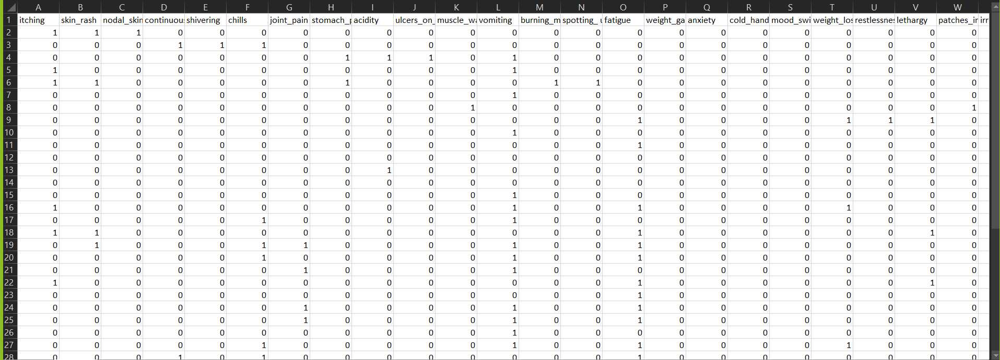 A B C D E F G H I J K L M N O P Q R S T U V W
1 itching skin_rash nodal_skin continuous shivering chills joint_pain stomach_p acidity ulcers_on_ muscle_wa vomiting burning_m spotting_ u fatigue weight_ga anxiety cold_hand mood_swi weight_los restlessnes lethargy patches_in irr
2 1 1 1 0 0 0 0 0 0 0 0 0 0 0 0 0 0 0 0 0 0 0 0
3 0 0 0 1 1 1 0 0 0 0 0 0 0 0 0 0 0 0 0 0 0 0 0
4 0 0 0 0 0 0 0 1 1 1 0 1 0 0 0 0 0 0 0 0 0 0 0
5 1 0 0 0 0 0 0 0 0 0 0 1 0 0 0 0 0 0 0 0 0 0 0
6 1 1 0 0 0 0 0 1 0 0 0 0 1 1 0 0 0 0 0 0 0 0 0
7 0 0 0 0 0 0 0 0 0 0 0 1 0 0 0 0 0 0 0 0 0 0 0
8 0 0 0 0 0 0 0 0 0 0 1 0 0 0 0 0 0 0 0 0 0 0 1
9 0 0 0 0 0 0 0 0 0 0 0 0 0 0 1 0 0 0 0 1 1 1 0
10 0 0 0 0 0 0 0 0 0 0 0 1 0 0 0 0 0 0 0 0 0 0 0
11 0 0 0 0 0 0 0 0 0 0 0 0 0 0 1 0 0 0 0 0 0 0 0
12 0 0 0 0 0 0 0 0 0 0 0 0 0 0 0 0 0 0 0 0 0 0 0
13 0 0 0 0 0 0 0 0 1 0 0 0 0 0 0 0 0 0 0 0 0 0 0
14 0 0 0 0 0 0 0 0 0 0 0 0 0 0 0 0 0 0 0 0 0 0 0
15 0 0 0 0 0 0 0 0 0 0 0 1 0 0 0 0 0 0 0 0 0 0 0
16 1 0 0 0 0 0 0 0 0 0 0 1 0 0 1 0 0 0 0 1 0 0 0
17 0 0 0 0 0 1 0 0 0 0 0 1 0 0 0 0 0 0 0 0 0 0 0
18 1 1 0 0 0 0 0 0 0 0 0 0 0 0 1 0 0 0 0 0 0 1 0
19 0 1 0 0 0 1 1 0 0 0 0 1 0 0 1 0 0 0 0 0 0 0 0
20 0 0 0 0 0 1 0 0 0 0 0 1 0 0 1 0 0 0 0 0 0 0 0
21 0 0 0 0 0 0 1 0 0 0 0 1 0 0 0 0 0 0 0 0 0 0 0
22 1 0 0 0 0 0 0 0 0 0 0 0 0 0 1 0 0 0 0 0 0 1 0
23 0 0 0 0 0 0 0 0 0 0 0 0 0 0 1 0 0 0 0 0 0 0 0
24 0 0 0 0 0 0 1 0 0 0 0 1 0 0 1 0 0 0 0 0 0 0 0
25 0 0 0 0 0 0 1 0 0 0 0 1 0 0 1 0 0 0 0 0 0 0 0
26 0 0 0 0 0 0 0 0 0 0 0 1 0 0 0 0 0 0 0 0 0 0 0
27 0 0 0 0 0 1 0 0 0 0 0 1 0 0 1 0 0 0 0 1 0 0 0
28 0 0 0 1 0 1 0 0 0 0 0 0 0 0 1 0 0 0 0 0 0 0 0